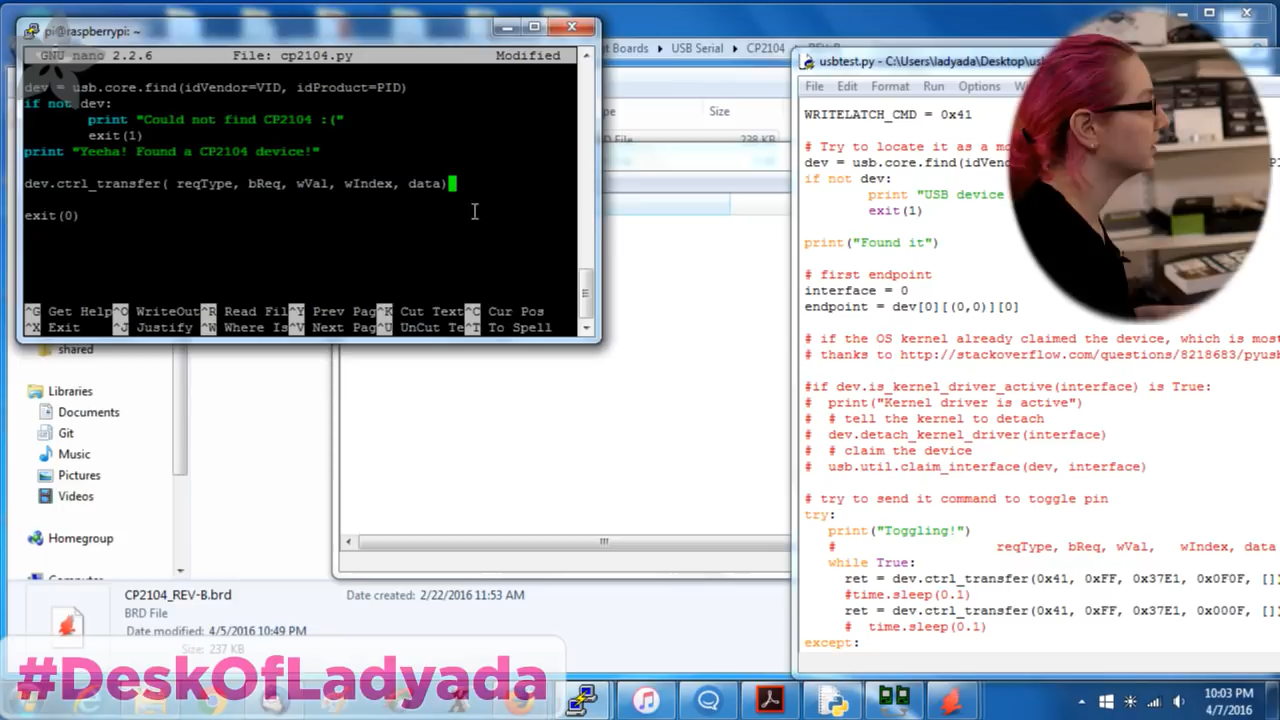 pi@raspberrypi: ~
GNU nano 2.2.6 File: cp2104.py Modified
dev = usb.core.find(idVendor=VID, idProduct=PID)
if not dev:
print "Could not find CP2104 :("
exit(1)
print "Yeeha! Found a CP2104 device!"
dev.ctrl_transfer( reqType, bReq, wVal, wIndex, data)
exit(0)
^G Get Help ^O WriteOut ^R Read Fil ^Y Prev Pag ^K Cut Text ^C Cur Pos
^X Exit ^J Justify ^W Where Is ^V Next Pag ^U UnCut Te ^T To Spell
Boards
USB Serial
CP2104
Size
238 KB
shared
Libraries
Documents
Git
Music
Pictures
Videos
Homegroup
CP2104_REV-B.brd
BRD File
Date modified: 4/5/2016 10:49 PM
Size: 237 KB
Date created: 2/22/2016 11:53 AM
usbtest.py - C:\Users\ladyada\Desktop\usb
File Edit Format Run Options W
WRITELATCH_CMD = 0x41
# Try to locate it as a mo
dev = usb.core.find(idVen
if not dev:
print "USB device
exit(1)
print("Found it")
# first endpoint
interface = 0
endpoint = dev[0][(0,0)][0]
# if the OS kernel already claimed the device, which is most
# thanks to http://stackoverflow.com/questions/8218683/pyusb
#if dev.is_kernel_driver_active(interface) is True:
# print("Kernel driver is active")
# # tell the kernel to detach
# dev.detach_kernel_driver(interface)
# # claim the device
# usb.util.claim_interface(dev, interface)
# try to send it command to toggle pin
try:
print("Toggling!")
# reqType, bReq, wVal, wIndex, data
while True:
ret = dev.ctrl_transfer(0x41, 0xFF, 0x37E1, 0x0F0F, [])
#time.sleep(0.1)
ret = dev.ctrl_transfer(0x41, 0xFF, 0x37E1, 0x000F, [])
# time.sleep(0.1)
except:
#DeskOfLadyada
10:03 PM
4/7/2016